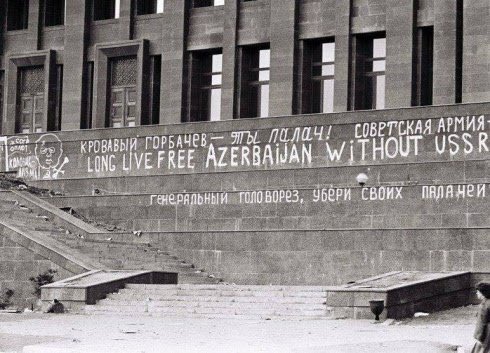 КРОВАВЫЙ ГОРБАЧЕВ — ТЫ ПАЛАЧ! СОВЕТСКАЯ АРМИЯ-
LONG LIVE FREE AZERBAIJAN WITHOUT USSR
ГЕНЕРАЛЬНЫЙ ГОЛОВОРЕЗ, УБЕРИ СВОИХ ПАЛАЧЕЙ